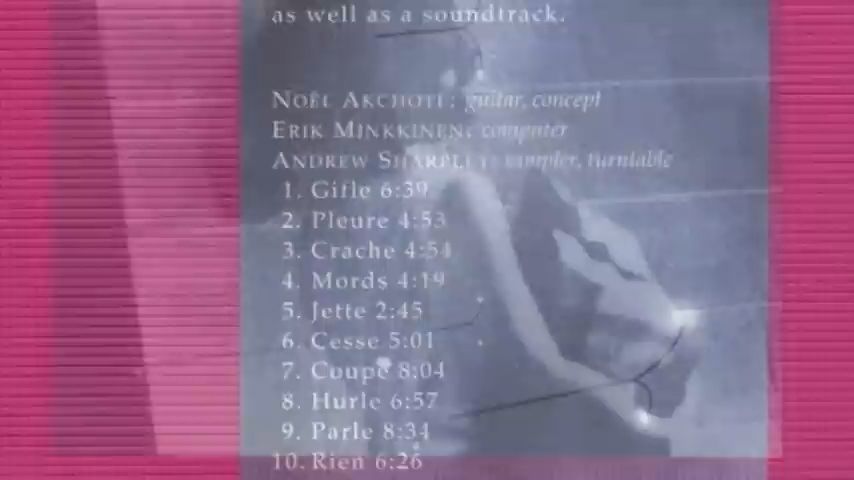 as well as a soundtrack.
NOËL AKCHOTÉ: guitar, concept
ERIK MINKKINEN: computer
ANDREW SHARPLEY: sampler, turntable
1. Gifle 6:39
2. Pleure 4:53
3. Crache 4:54
4. Mords 4:19
5. Jette 2:45
6. Cesse 5:01
7. Coupe 8:04
8. Hurle 6:57
9. Parle 8:34
10. Rien 6:26